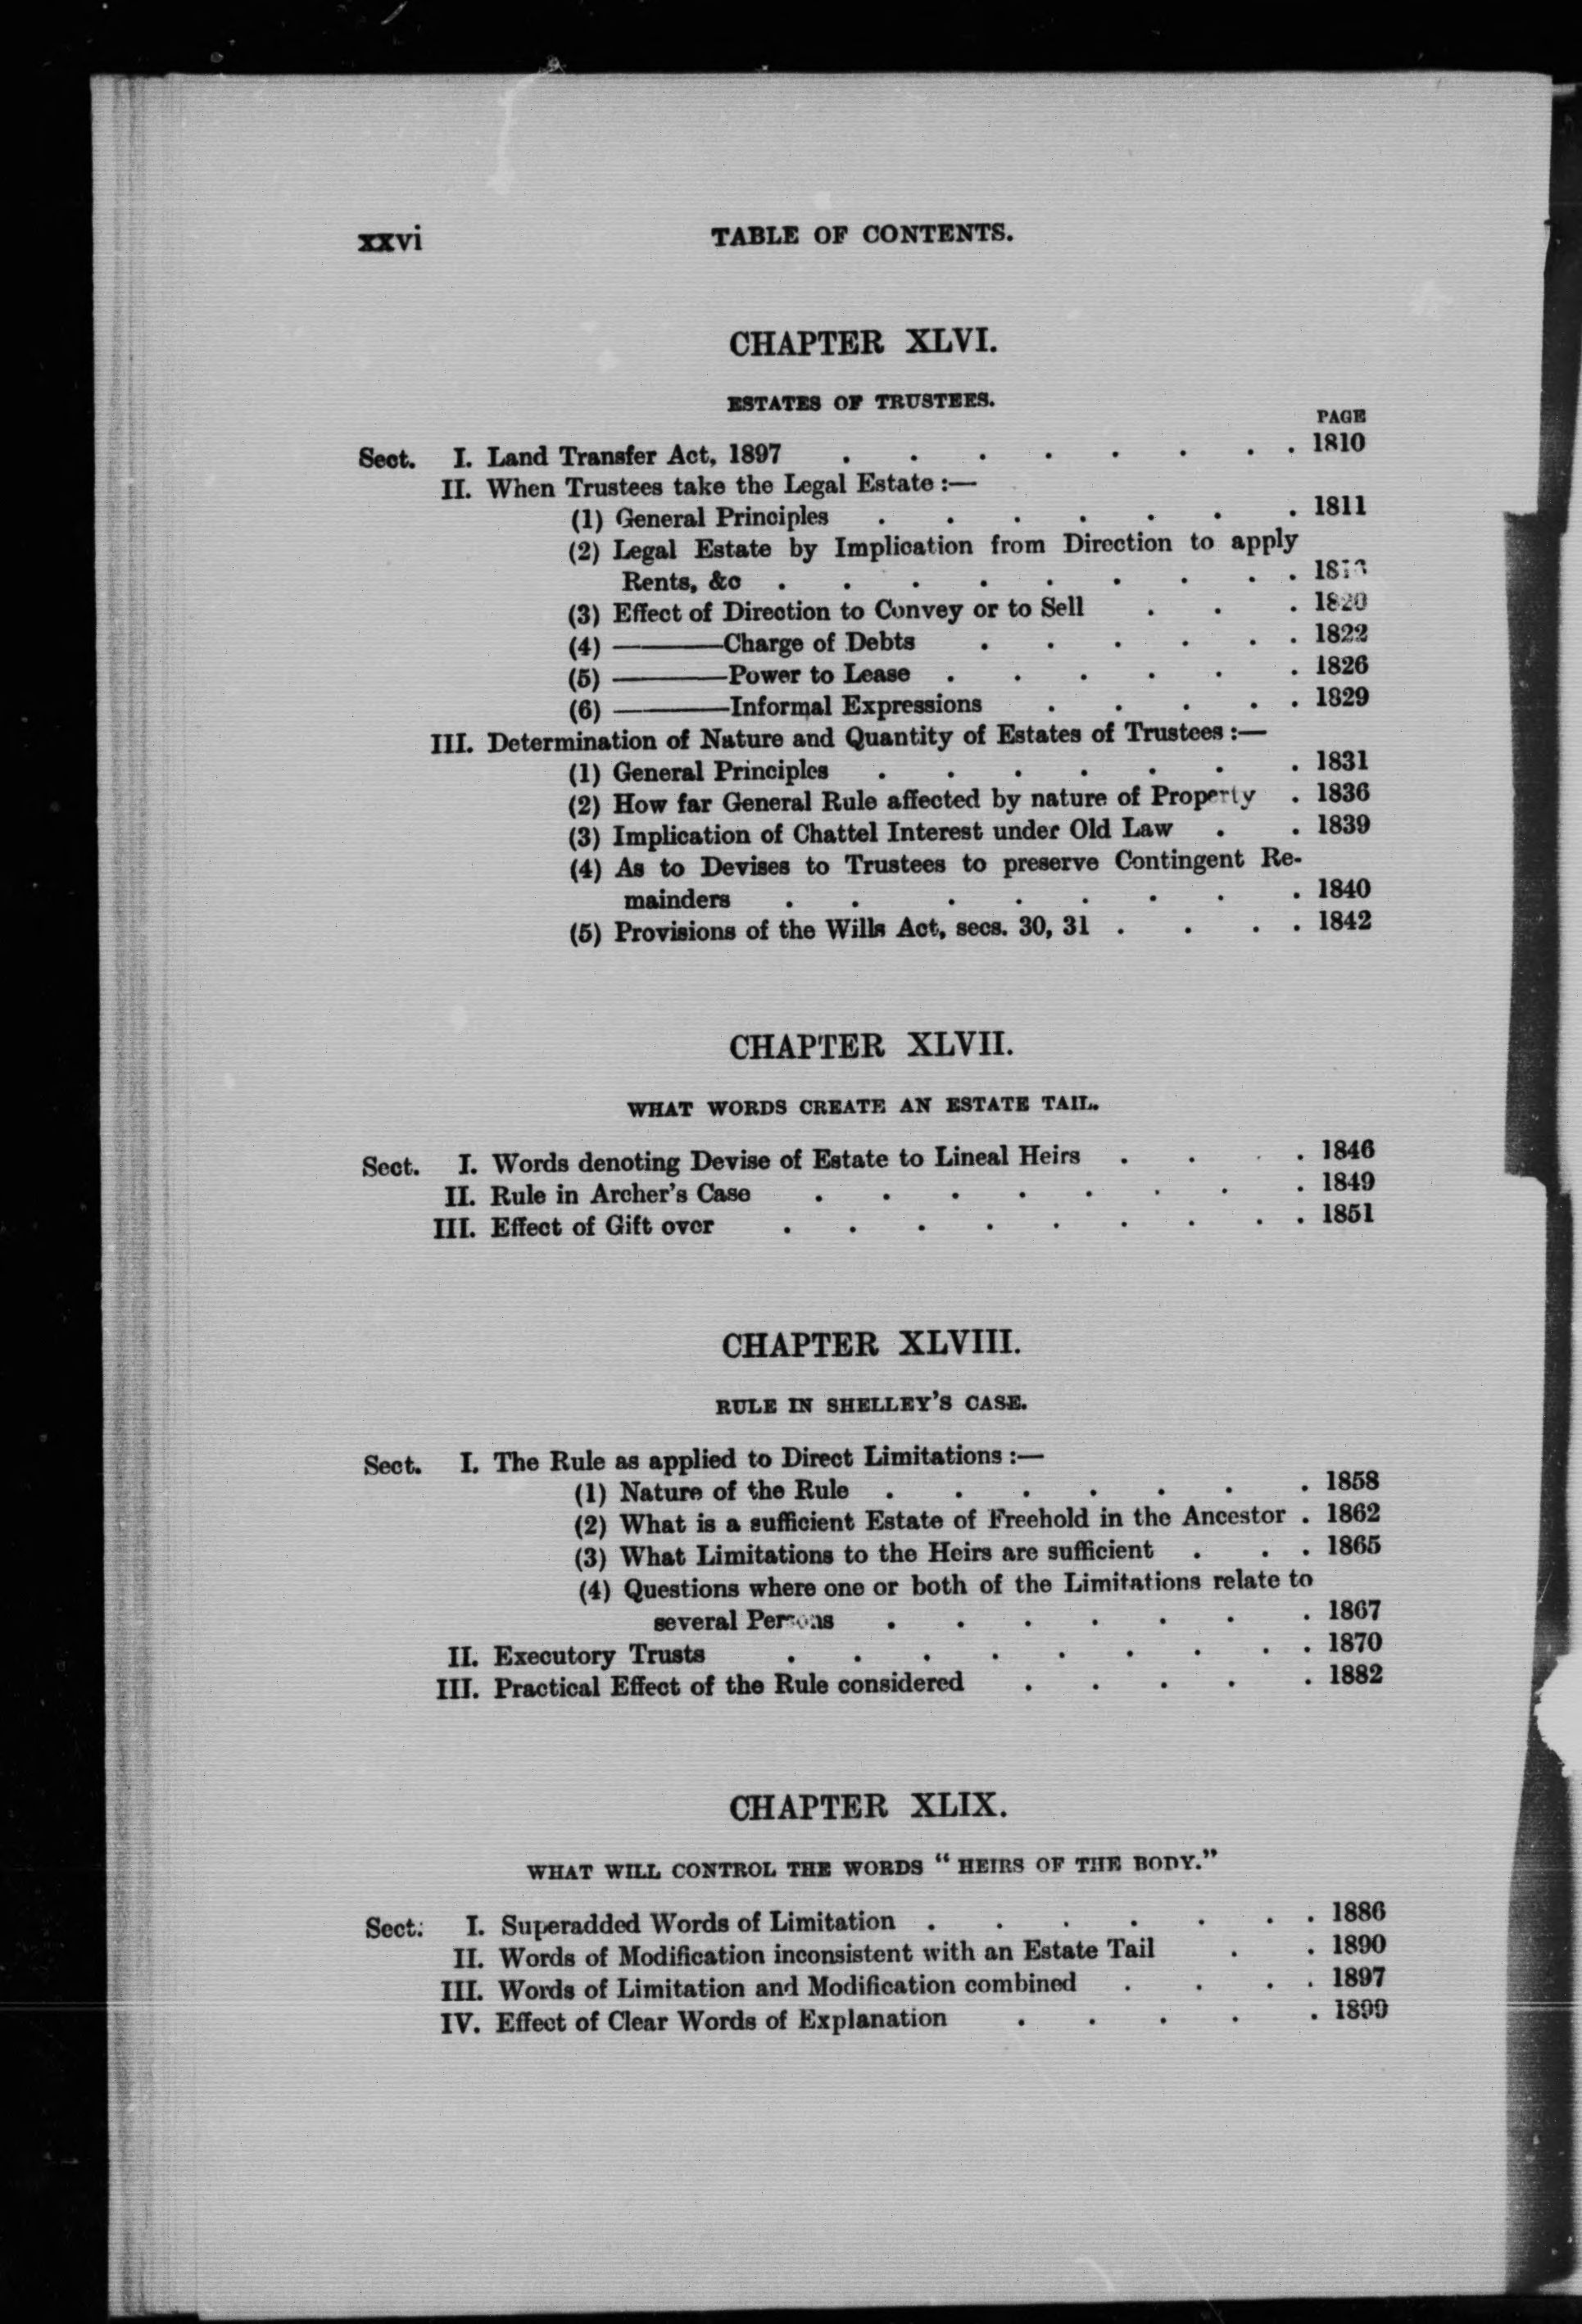 xxvi TABLE OF CONTENTS.
CHAPTER XLVI.
ESTATES OF TRUSTEES.
PAGE
Sect. I. Land Transfer Act, 1897 . . . . . . . . 1810
II. When Trustees take the Legal Estate :—
(1) General Principles . . . . . . . 1811
(2) Legal Estate by Implication from Direction to apply
Rents, &c . . . . . . . . .
(3) Effect of Direction to Convey or to Sell . . . 1820
(4) ———Charge of Debts . . . . . . 1822
(5) ———Power to Lease . . . . . . 1826
(6) ———Informal Expressions . . . . . 1829
III. Determination of Nature and Quantity of Estates of Trustees :—
(1) General Principles . . . . . . . 1831
(2) How far General Rule affected by nature of Property . 1836
(3) Implication of Chattel Interest under Old Law . . 1839
(4) As to Devises to Trustees to preserve Contingent Re-
mainders . . . . . . . . 1840
(5) Provisions of the Wills Act, secs. 30, 31 . . . . 1842
CHAPTER XLVII.
WHAT WORDS CREATE AN ESTATE TAIL.
Sect. I. Words denoting Devise of Estate to Lineal Heirs . . . . 1846
II. Rule in Archer's Case . . . . . . . . 1849
III. Effect of Gift over . . . . . . . . . 1851
CHAPTER XLVIII.
RULE IN SHELLEY'S CASE.
Sect. I. The Rule as applied to Direct Limitations :—
(1) Nature of the Rule . . . . . . . 1858
(2) What is a sufficient Estate of Freehold in the Ancestor . 1862
(3) What Limitations to the Heirs are sufficient . . . 1865
(4) Questions where one or both of the Limitations relate to
several Persons . . . . . . . 1867
II. Executory Trusts . . . . . . . . . 1870
III. Practical Effect of the Rule considered . . . . . 1882
CHAPTER XLIX.
WHAT WILL CONTROL THE WORDS "HEIRS OF THE BODY."
Sect. I. Superadded Words of Limitation . . . . . . . 1886
II. Words of Modification inconsistent with an Estate Tail . . 1890
III. Words of Limitation and Modification combined . . . . 1897
IV. Effect of Clear Words of Explanation . . . . . 1899